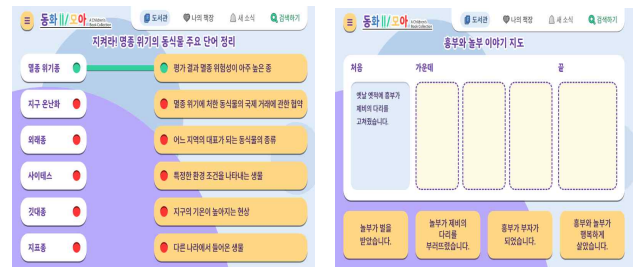 동화 || / 모아 A Children's Book Collection
도서관
나의 책장
새 소식
검색하기
지켜라! 멸종 위기의 동식물 주요 단어 정리
멸종 위기종
평가 결과 멸종 위험성이 아주 높은 종
지구 온난화
멸종 위기에 처한 동식물의 국제 거래에 관한 협약
외래종
어느 지역의 대표가 되는 동식물의 종류
사이테스
특정한 환경 조건을 나타내는 생물
깃대종
지구의 기온이 높아지는 현상
지표종
다른 나라에서 들어온 생물
동화 || / 모아 A Children's Book Collection
도서관
나의 책장
새 소식
검색하기
흥부와 놀부 이야기 지도
처음
가운데
끝
옛날 옛적에 흥부가
제비의 다리를
고쳐줬습니다.
놀부가 벌을
받았습니다.
놀부가 제비의
다리를
부러뜨렸습니다.
흥부가 부자가
되었습니다.
흥부와 놀부가
행복하게
살았습니다.